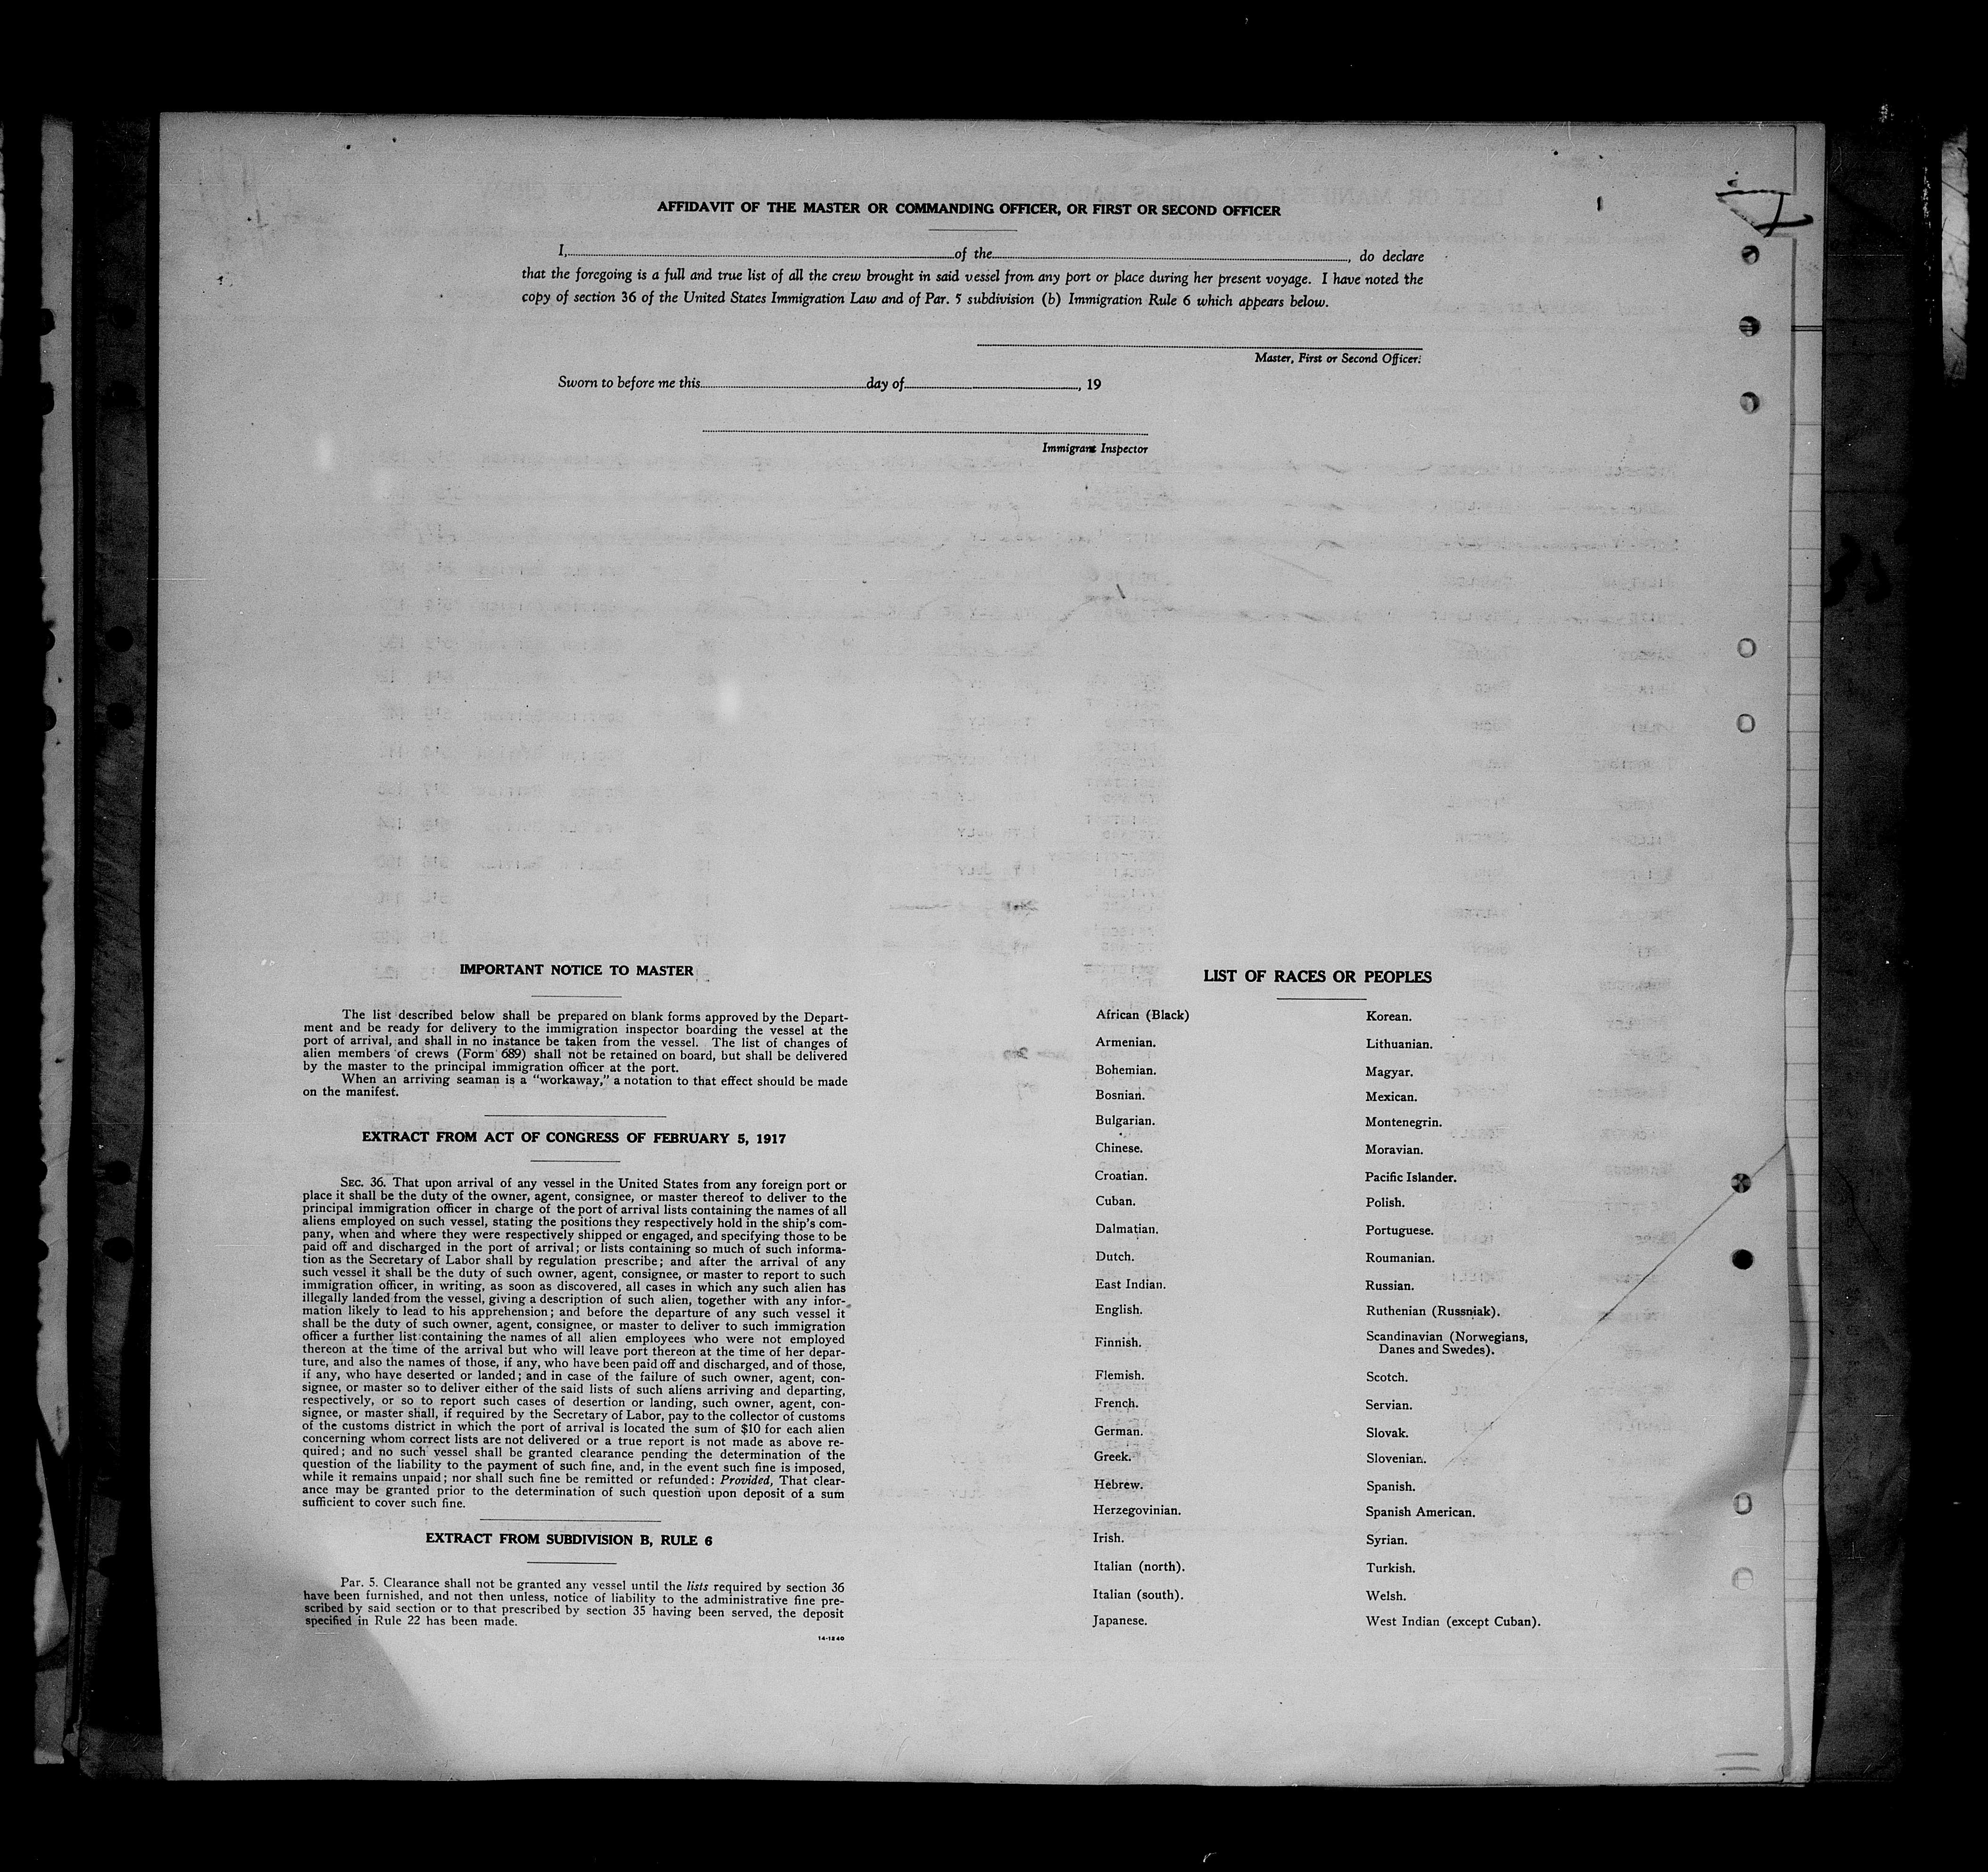 AFFIDAVIT OF THE MASTER OR COMMANDING OFFICER, OR FIRST OR SECOND OFFICER
I, of the , do declare
that the foregoing is a full and true list of all the crew brought in said vessel from any port or place during her present voyage. I have noted the
copy of section 36 of the United States Immigration Law and of Par. 5 subdivision (b) Immigration Rule 6 which appears below.
Master, First or Second Officer.
Sworn to before me this day of , 19
Immigrant Inspector
IMPORTANT NOTICE TO MASTER
The list described below shall be prepared on blank forms approved by the Depart-
ment and be ready for delivery to the immigration inspector boarding the vessel at the
port of arrival, and shall in no instance be taken from the vessel. The list of changes of
alien members of crews (Form 689) shall not be retained on board, but shall be delivered
by the master to the principal immigration officer at the port.
When an arriving seaman is a "workaway," a notation to that effect should be made
on the manifest.
EXTRACT FROM ACT OF CONGRESS OF FEBRUARY 5, 1917
SEC. 36. That upon arrival of any vessel in the United States from any foreign port or
place it shall be the duty of the owner, agent, consignee, or master thereof to deliver to the
principal immigration officer in charge of the port of arrival lists containing the names of all
aliens employed on such vessel, stating the positions they respectively hold in the ship's com-
pany, when and where they were respectively shipped or engaged, and specifying those to be
paid off and discharged in the port of arrival; or lists containing so much of such informa-
tion as the Secretary of Labor shall by regulation prescribe; and after the arrival of any
such vessel it shall be the duty of such owner, agent, consignee, or master to report to such
immigration officer, in writing, as soon as discovered, all cases in which any such alien has
illegally landed from the vessel, giving a description of such alien, together with any infor-
mation likely to lead to his apprehension; and before the departure of any such vessel it
shall be the duty of such owner, agent, consignee, or master to deliver to such immigration
officer a further list containing the names of all alien employees who were not employed
thereon at the time of the arrival but who will leave port thereon at the time of her depar-
ture, and also the names of those, if any, who have been paid off and discharged, and of those,
if any, who have deserted or landed; and in case of the failure of such owner, agent, con-
signee, or master so to deliver either of the said lists of such aliens arriving and departing,
respectively, or so to report such cases of desertion or landing, such owner, agent, con-
signee, or master shall, if required by the Secretary of Labor, pay to the collector of customs
of the customs district in which the port of arrival is located the sum of $10 for each alien
concerning whom correct lists are not delivered or a true report is not made as above re-
quired; and no such vessel shall be granted clearance pending the determination of the
question of the liability to the payment of such fine, and, in the event such fine is imposed,
while it remains unpaid; nor shall such fine be remitted or refunded: Provided, That clear-
ance may be granted prior to the determination of such question upon deposit of a sum
sufficient to cover such fine.
EXTRACT FROM SUBDIVISION B, RULE 6
Par. 5. Clearance shall not be granted any vessel until the lists required by section 36
have been furnished, and not then unless, notice of liability to the administrative fine pre-
scribed by said section or to that prescribed by section 35 having been served, the deposit
specified in Rule 22 has been made.
14-1240
LIST OF RACES OR PEOPLES
African (Black)
Armenian.
Bohemian.
Bosnian.
Bulgarian.
Chinese.
Croatian.
Cuban.
Dalmatian.
Dutch.
East Indian.
English.
Finnish.
Flemish.
French.
German.
Greek.
Hebrew.
Herzegovinian.
Irish.
Italian (north).
Italian (south).
Japanese.
Korean.
Lithuanian.
Magyar.
Mexican.
Montenegrin.
Moravian.
Pacific Islander.
Polish.
Portuguese.
Roumanian.
Russian.
Ruthenian (Russniak).
Scandinavian (Norwegians,
Danes and Swedes).
Scotch.
Servian.
Slovak.
Slovenian.
Spanish.
Spanish American.
Syrian.
Turkish.
Welsh.
West Indian (except Cuban).